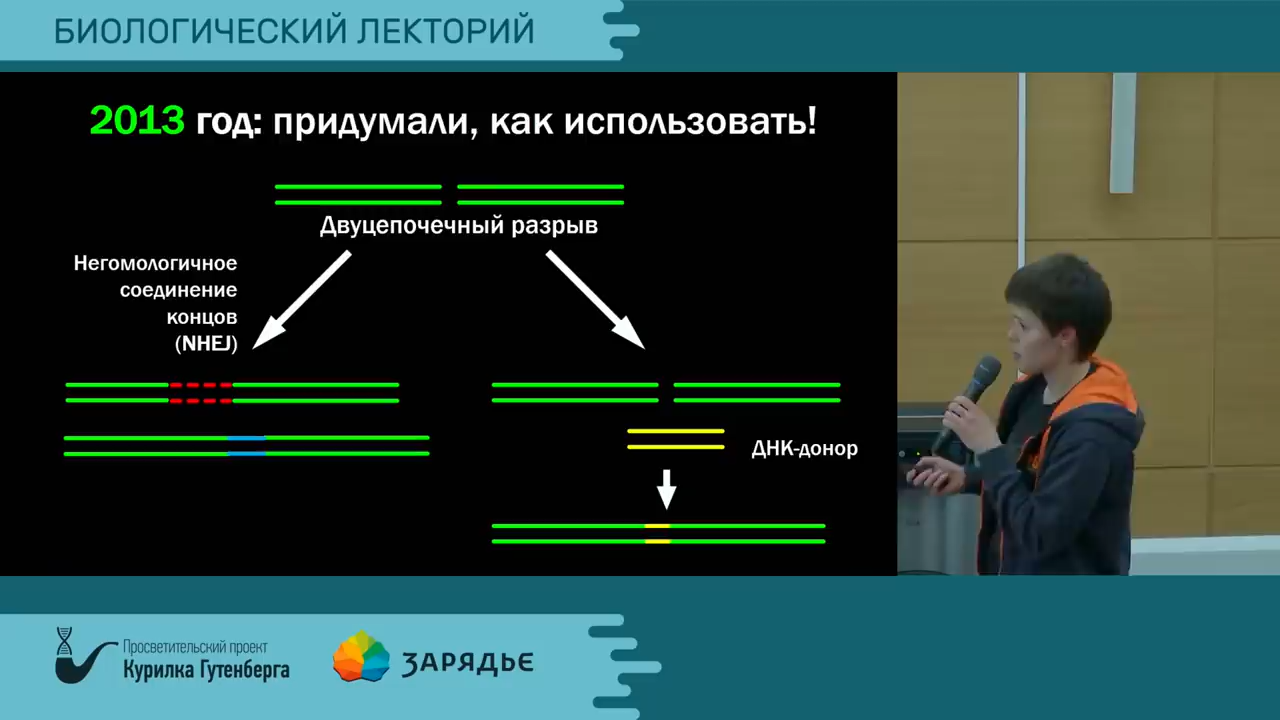 БИОЛОГИЧЕСКИЙ ЛЕКТОРИЙ
2013 год: придумали, как использовать!
Двуцепочечный разрыв
Негомологичное
соединение
концов
(NHEJ)
ДНК-донор
Просветительский проект
Курилка Гутенберга
ЗАРЯДЬЕ